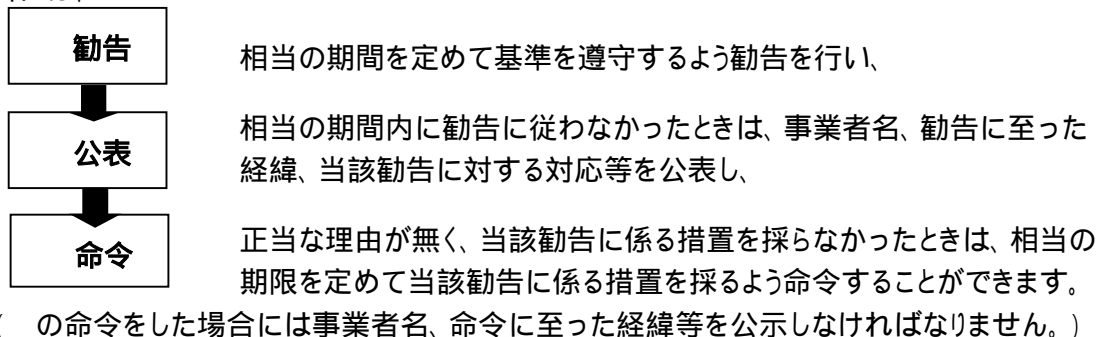 勧告
相当の期間を定めて基準を遵守するよう勧告を行い、
公表
相当の期間内に勧告に従わなかったときは、事業者名、勧告に至った
経緯、当該勧告に対する対応等を公表し、
命令
正当な理由が無く、当該勧告に係る措置を採らなかったときは、相当の
期限を定めて当該勧告に係る措置を採るよう命令することができます。
( の命令をした場合には事業者名、命令に至った経緯等を公示しなければなりません。)